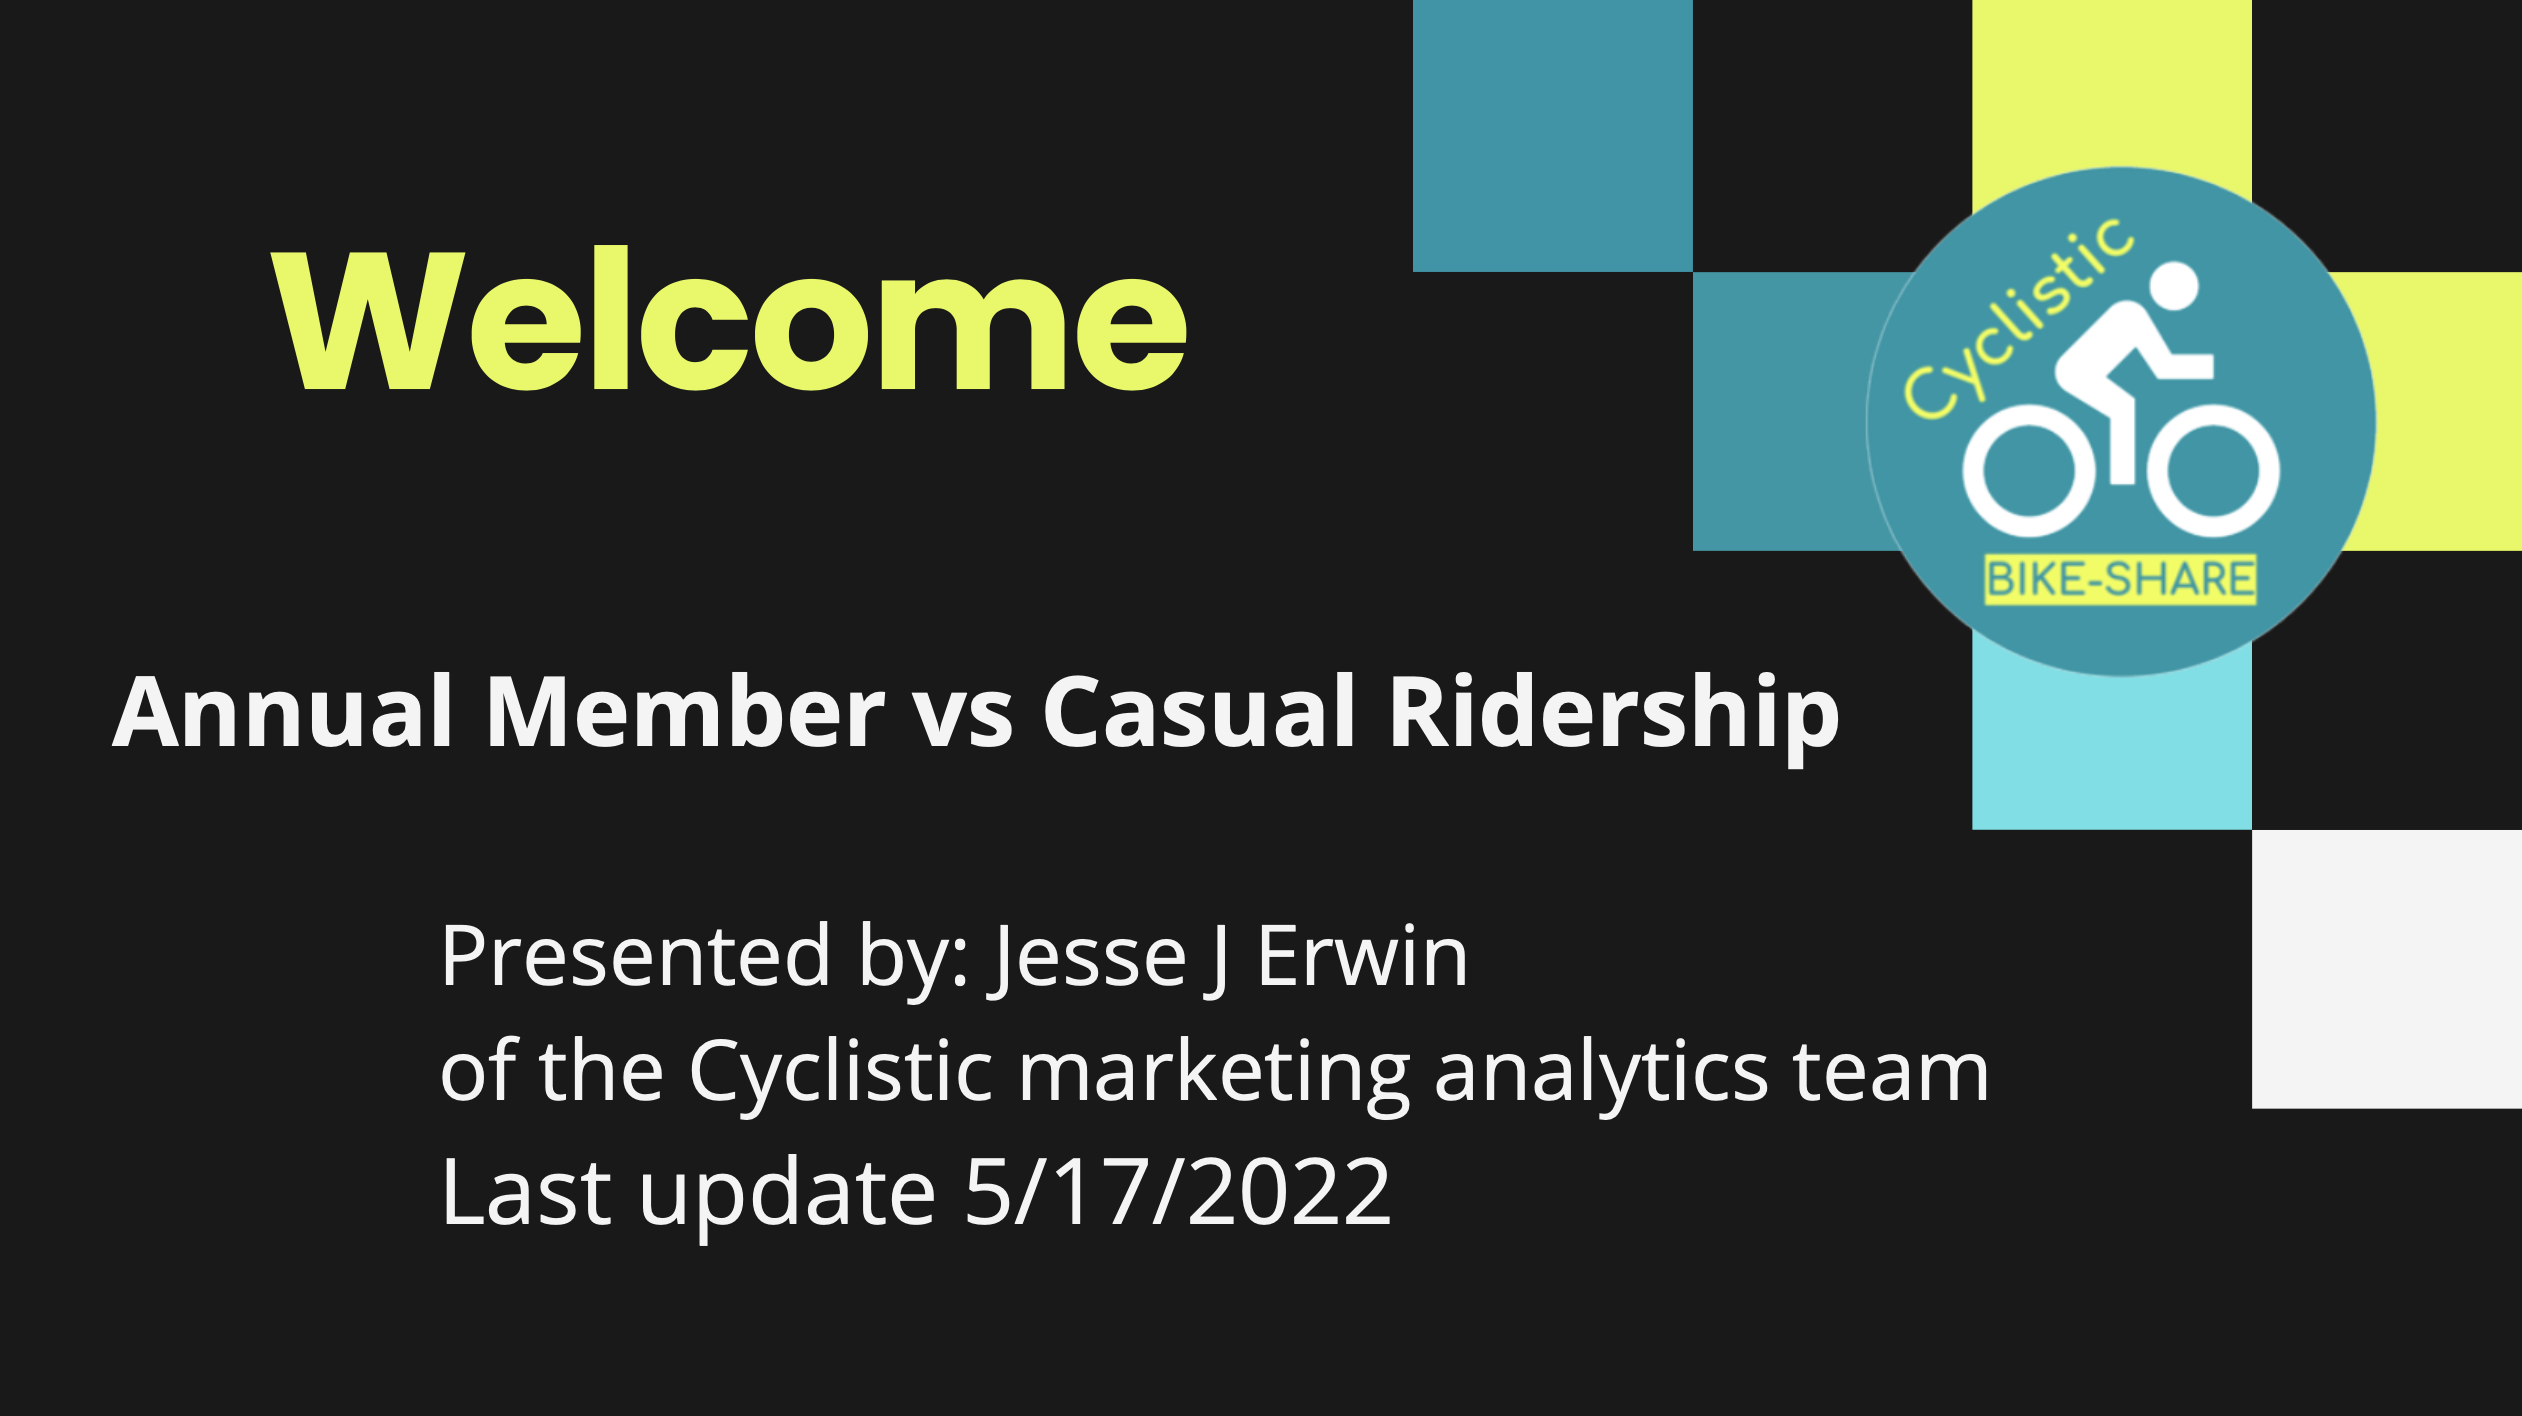 Welcome
Cyclistic
BIKE-SHARE
Annual Member vs Casual Ridership
Presented by: Jesse J Erwin
of the Cyclistic marketing analytics team
Last update 5/17/2022